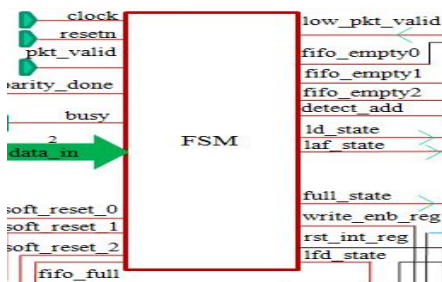 clock
resetn
pkt_valid
parity_done
busy
2
data_in
soft_reset_0
soft_reset_1
soft_reset_2
fifo_full
FSM
low_pkt_valid
fifo_empty0
fifo_empty1
fifo_empty2
detect_add
ld_state
laf_state
full_state
write_enb_reg
rst_int_reg
lfd_state